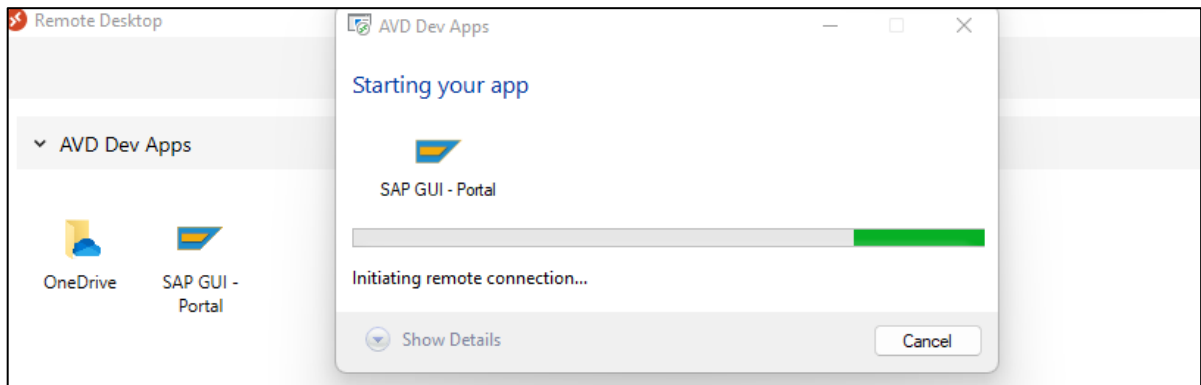 Remote Desktop
AVD Dev Apps
OneDrive
SAP GUI -
Portal
AVD Dev Apps
Starting your app
SAP GUI - Portal
Initiating remote connection...
Show Details
Cancel